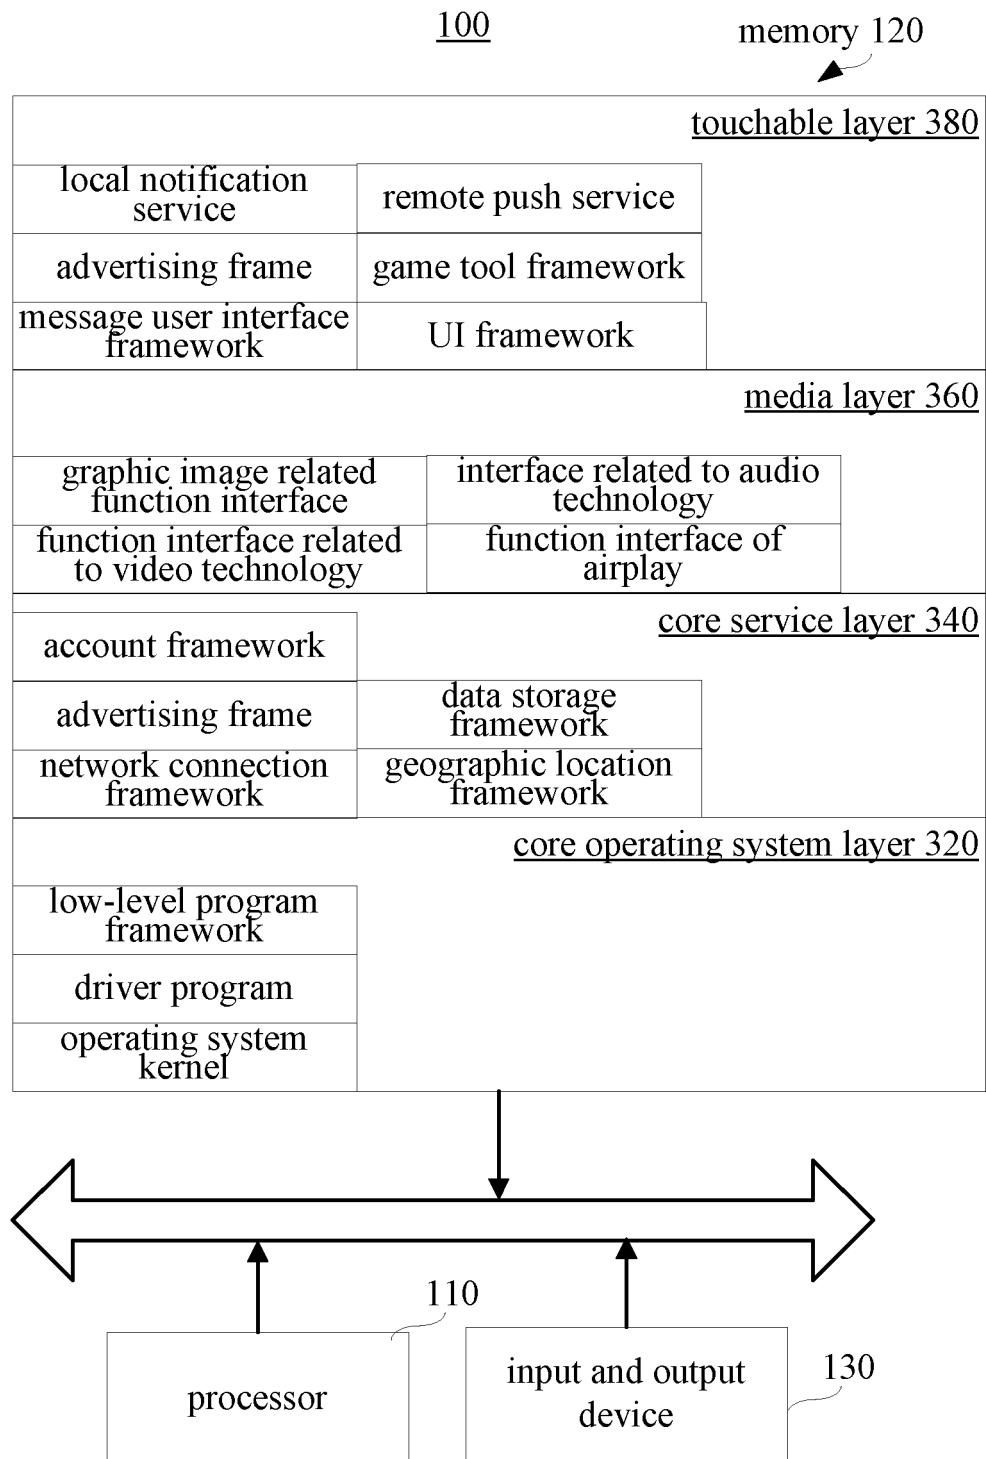 100
memory 120
touchable layer 380
local notification
service
remote push service
advertising frame
game tool framework
message user interface
framework
UI framework
media layer 360
graphic image related
function interface
interface related to audio
technology
function interface related
to video technology
function interface of
airplay
core service layer 340
account framework
advertising frame
data storage
framework
network connection
framework
geographic location
framework
core operating system layer 320
low-level program
framework
driver program
operating system
kernel
110
processor
input and output
device
130